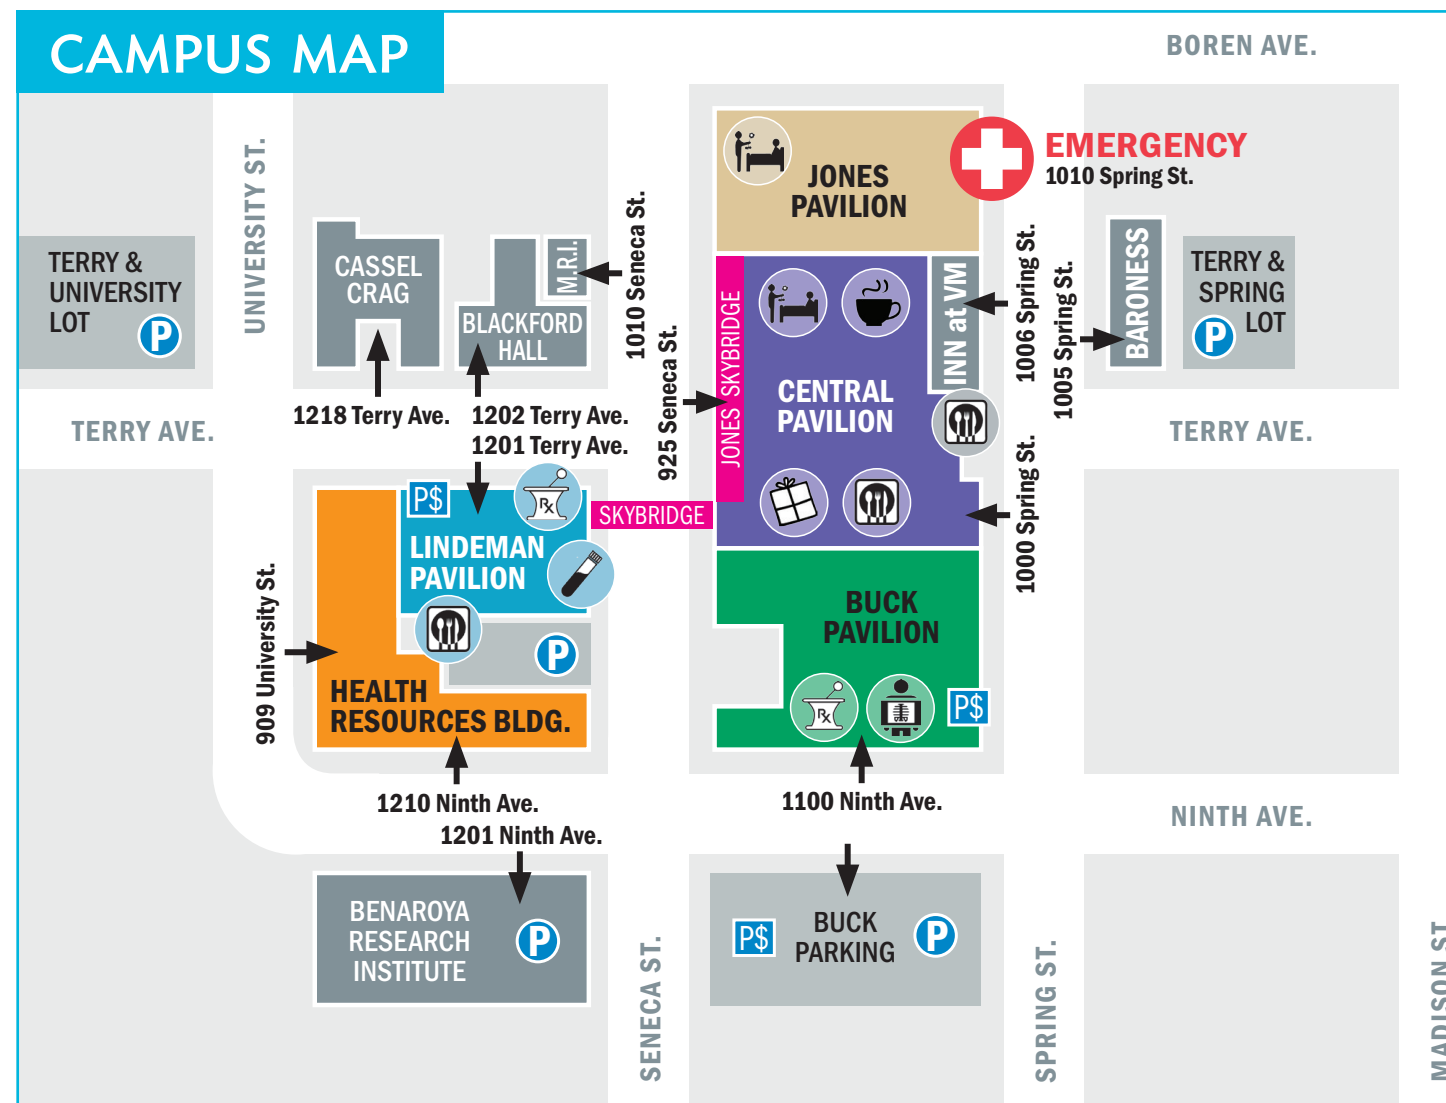 CAMPUS MAP
BOREN AVE.
UNIVERSITY ST.
JONES
PAVILION
EMERGENCY
1010 Spring St.
TERRY &
UNIVERSITY
LOT
P
CASSEL
CRAG
M.R.I.
BLACKFORD
HALL
1010 Seneca St.
925 Seneca St.
JONES SKYBRIDGE
INN at VM
1006 Spring St.
1005 Spring St.
BARONESS
TERRY &
SPRING
LOT
P
CENTRAL
PAVILION
1218 Terry Ave.
1202 Terry Ave.
1201 Terry Ave.
TERRY AVE.
TERRY AVE.
1000 Spring St.
P$
Rx
SKYBRIDGE
LINDEMAN
PAVILION
BUCK
PAVILION
909 University St.
P
HEALTH
RESOURCES BLDG.
Rx
P$
1210 Ninth Ave.
1201 Ninth Ave.
1100 Ninth Ave.
NINTH AVE.
BENAROYA
RESEARCH
INSTITUTE
P
P$
BUCK
PARKING
P
SENECA ST.
SPRING ST.
MADISON ST